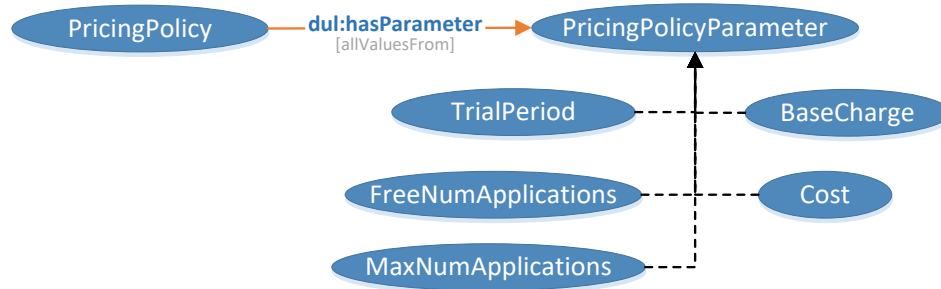 PricingPolicy
dul:hasParameter
[allValuesFrom]
PricingPolicyParameter
TrialPeriod
BaseCharge
FreeNumApplications
Cost
MaxNumApplications